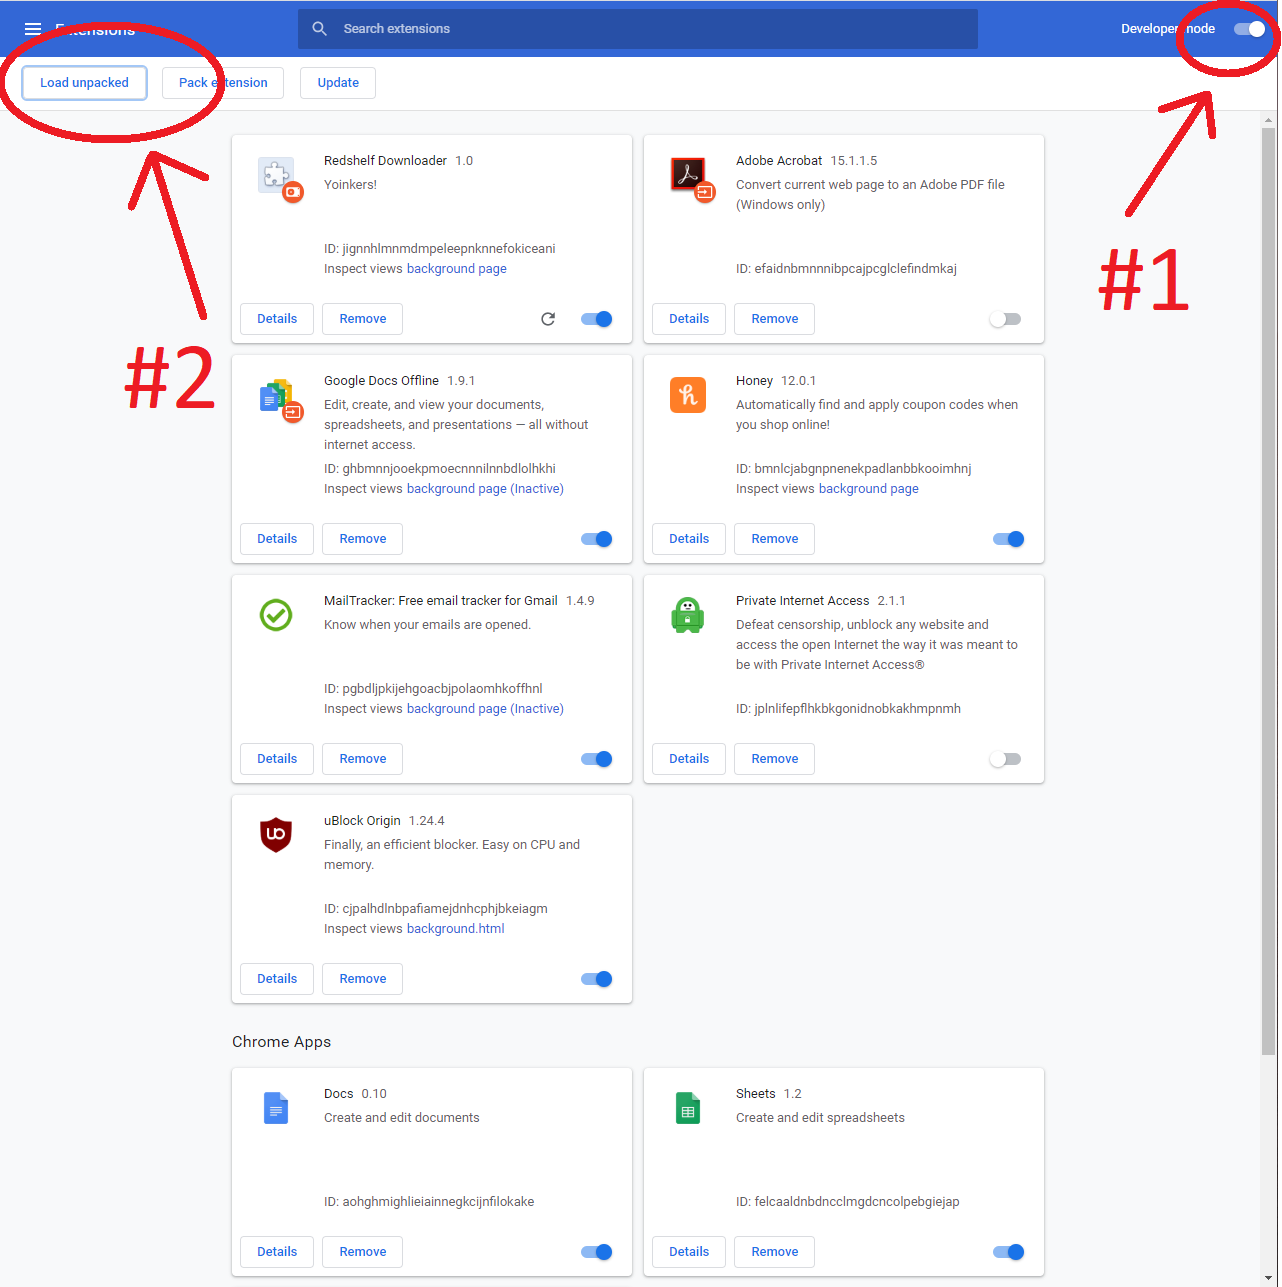 Extensions
Search extensions
Developer mode
Load unpacked
Pack extension
Update
#1
#2
Redshelf Downloader 1.0
Yoinkers!
ID: jignnhlmnmdmpeleepnknnefokiceani
Inspect views background page
Details
Remove
Adobe Acrobat 15.1.1.5
Convert current web page to an Adobe PDF file
(Windows only)
ID: efaidnbmnnnibpcajpcglclefindmkaj
Details
Remove
Google Docs Offline 1.9.1
Edit, create, and view your documents,
spreadsheets, and presentations — all without
internet access.
ID: ghbmnnjooekpmoecnnnilnnbdlolhkhi
Inspect views background page (Inactive)
Details
Remove
Honey 12.0.1
Automatically find and apply coupon codes when
you shop online!
ID: bmnlcjabgnpnenekpadlanbbkooimhnj
Inspect views background page
Details
Remove
MailTracker: Free email tracker for Gmail 1.4.9
Know when your emails are opened.
ID: pgbdljpkijehgoacbjpolaomhkoffhnl
Inspect views background page (Inactive)
Details
Remove
Private Internet Access 2.1.1
Defeat censorship, unblock any website and
access the open Internet the way it was meant to
be with Private Internet Access®
ID: jplnlifepflhkbkgonidnobkakhmpnmh
Details
Remove
uBlock Origin 1.24.4
Finally, an efficient blocker. Easy on CPU and
memory.
ID: cjpalhdlnbpafiamejdnhcphjbkeiagm
Inspect views background.html
Details
Remove
Chrome Apps
Docs 0.10
Create and edit documents
ID: aohghmighlieiainnegkcijnfilokake
Details
Remove
Sheets 1.2
Create and edit spreadsheets
ID: felcaaldnbdncclmgdcncolpebgiejap
Details
Remove